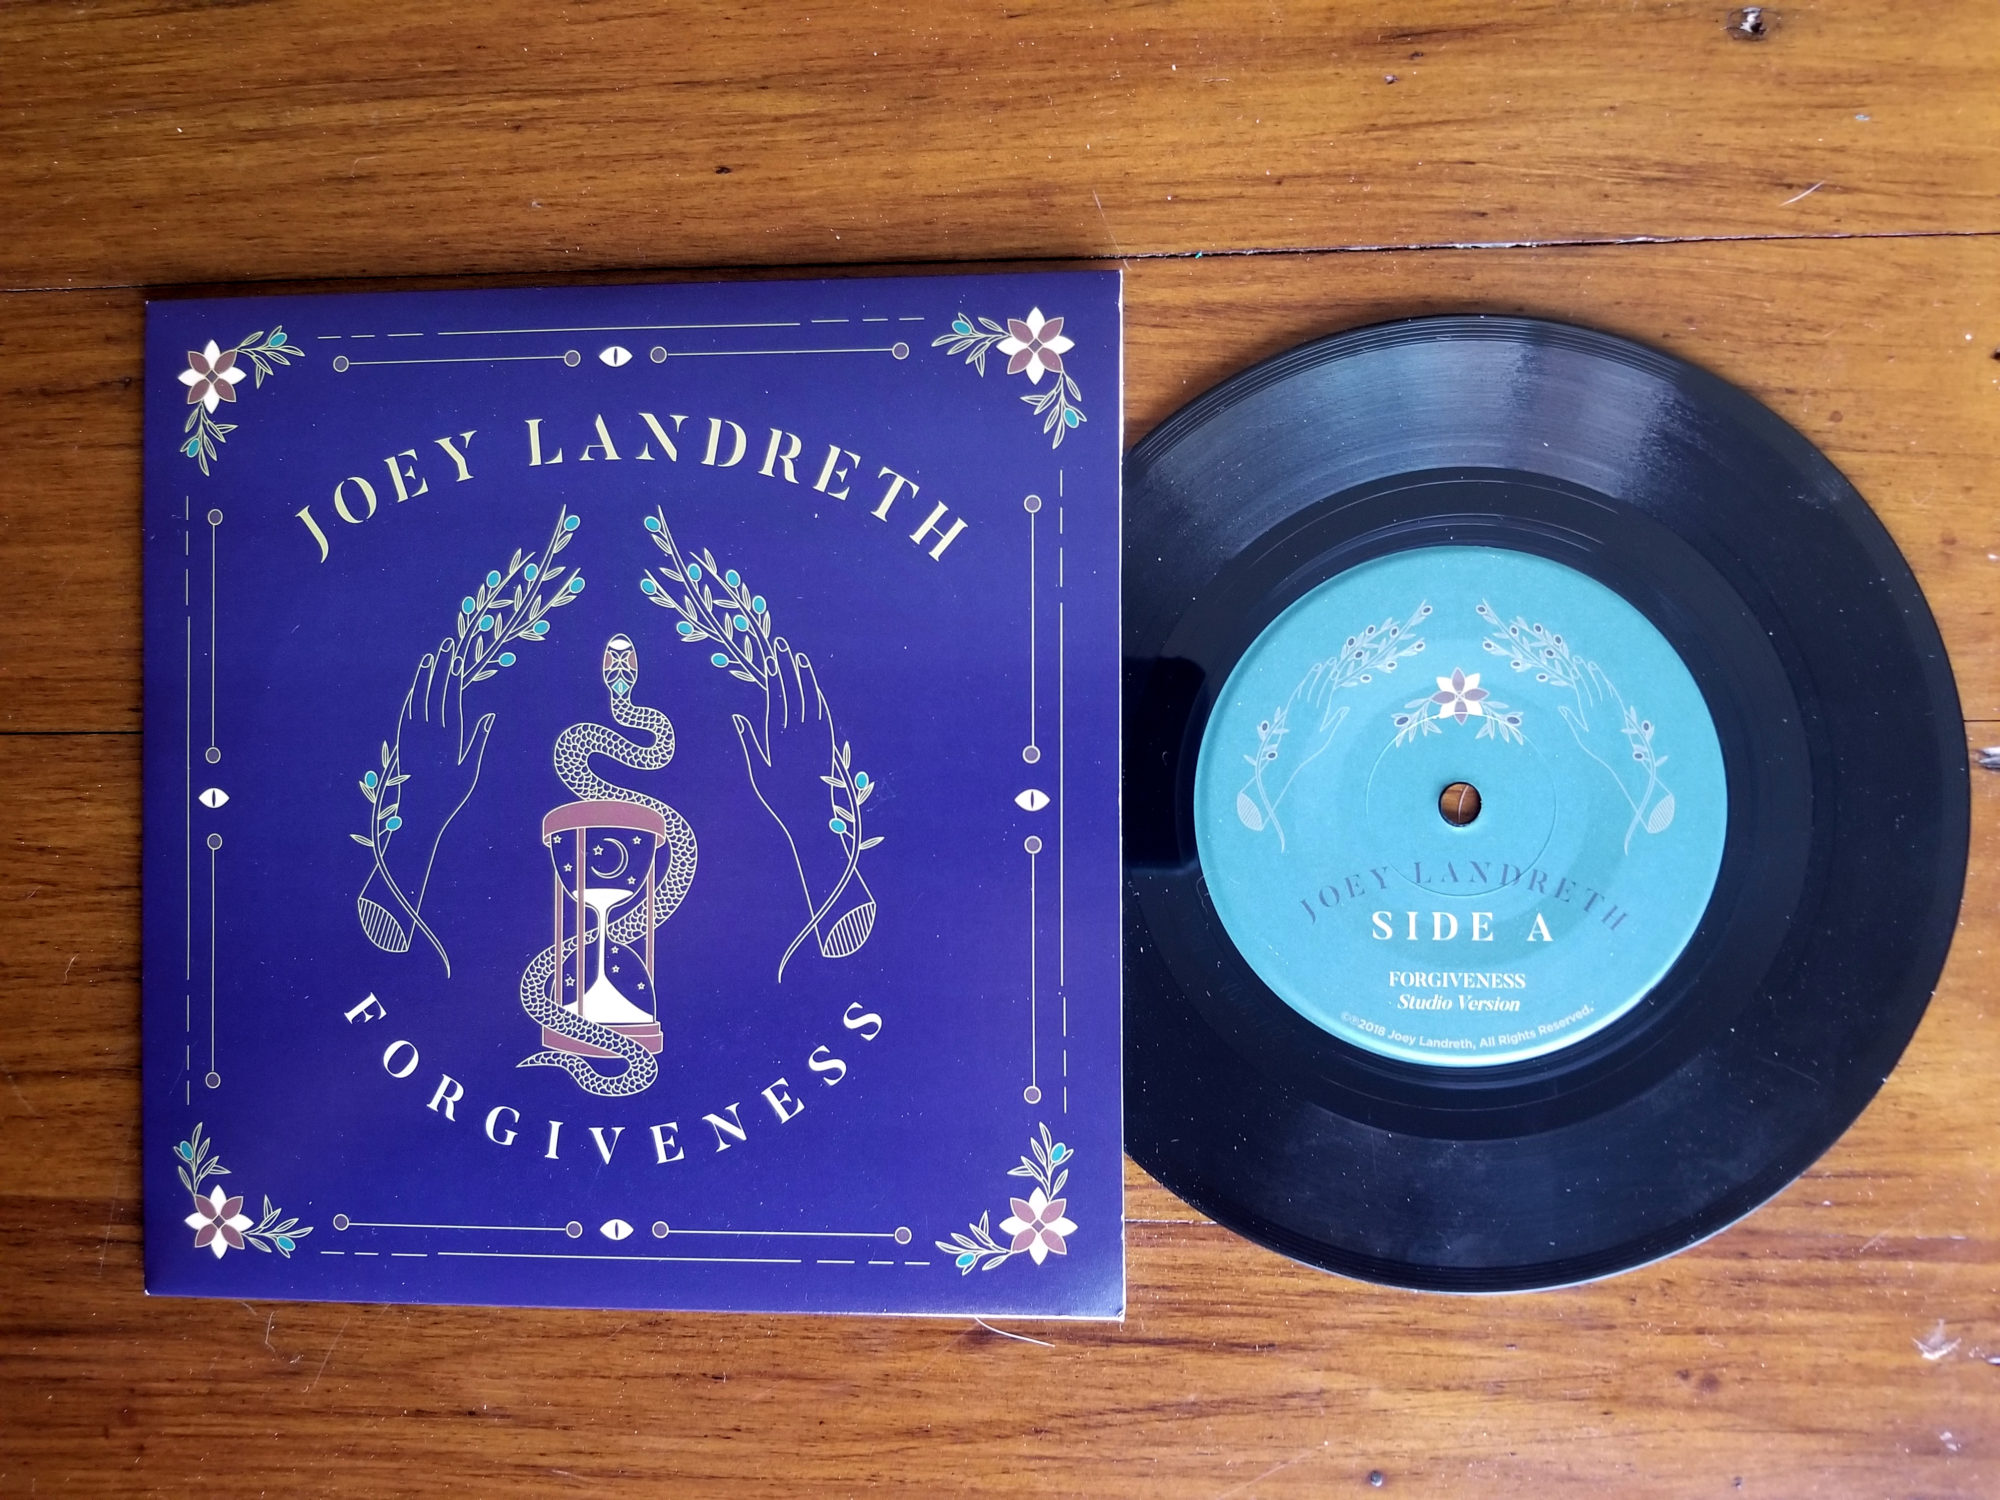 JOEY LANDRETH
FORGIVENESS
JOEY LANDRETH
SIDE A
FORGIVENESS
Studio Version
©℗2018 Joey Landreth, All Rights Reserved.